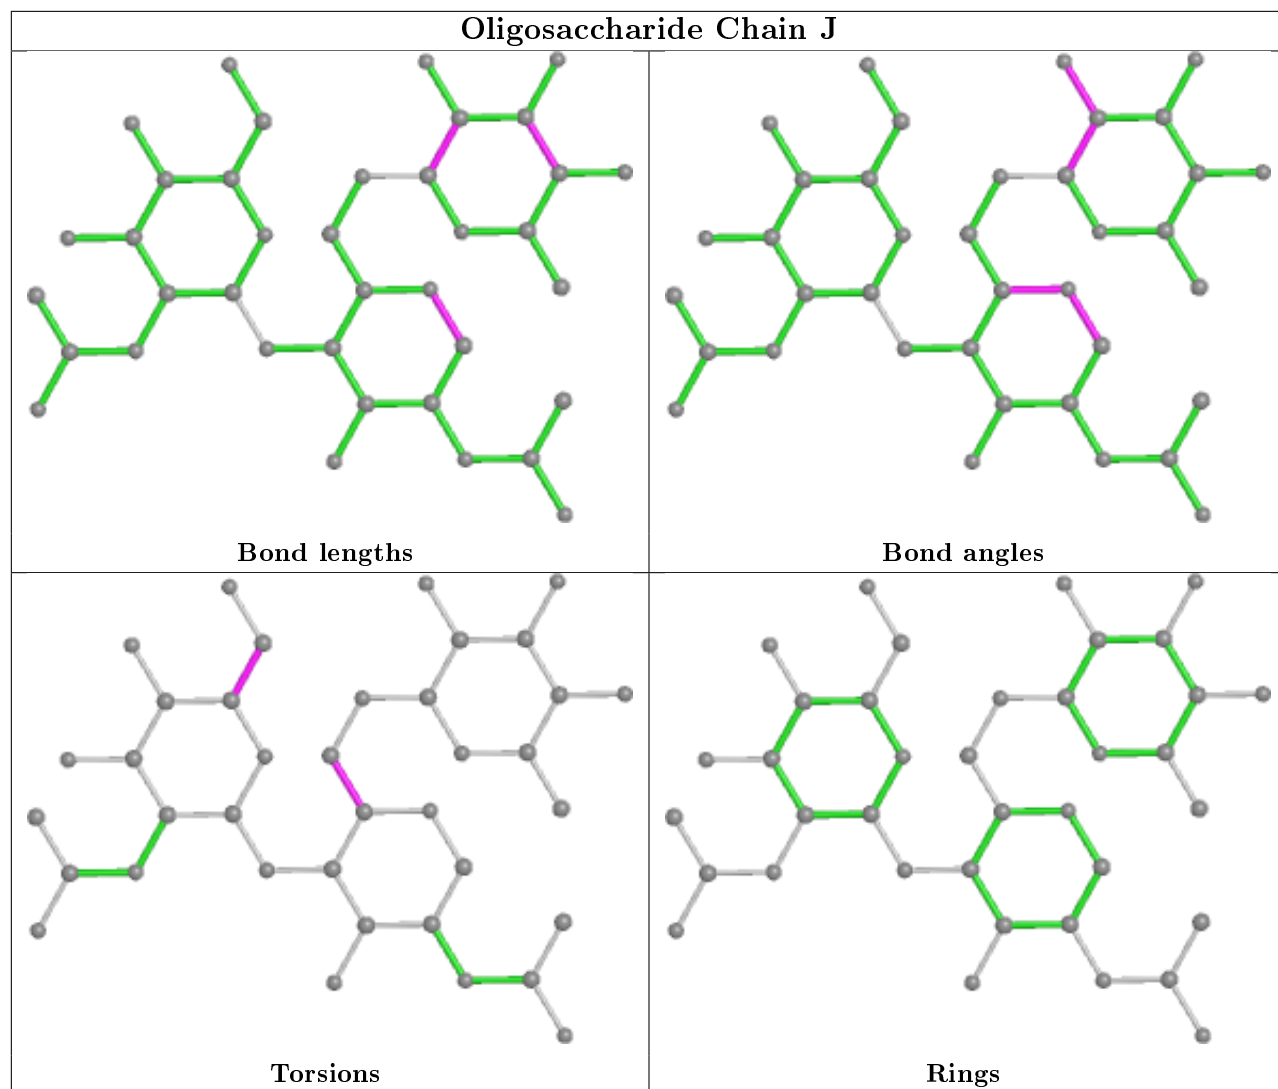 Oligosaccharide Chain J
Bond lengths
Bond angles
Torsions
Rings